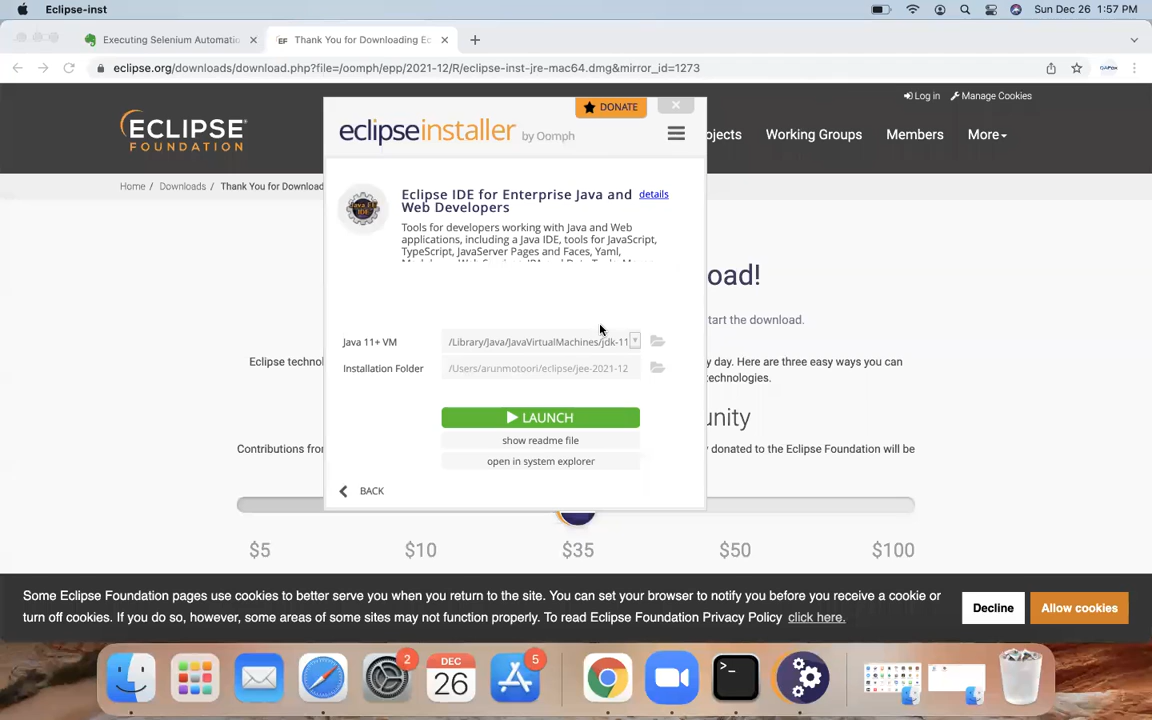 Eclipse-inst
Sun Dec 26 1:57 PM
Executing Selenium Automatio
EF Thank You for Downloading Ec
eclipse.org/downloads/download.php?file=/oomph/epp/2021-12/R/eclipse-inst-jre-mac64.dmg&mirror_id=1273
Log in
Manage Cookies
ECLIPSE
FOUNDATION
ojects
Working Groups
Members
More
Home / Downloads / Thank You for Download
DONATE
eclipseinstaller by Oomph
Eclipse IDE for Enterprise Java and
Web Developers
details
Tools for developers working with Java and Web
applications, including a Java IDE, tools for JavaScript,
TypeScript, JavaServer Pages and Faces, Yaml,
Java 11+ VM
/Library/Java/JavaVirtualMachines/jdk-11
Installation Folder
/Users/arunmotoori/eclipse/jee-2021-12
LAUNCH
show readme file
open in system explorer
BACK
oad!
tart the download.
Eclipse technol
y day. Here are three easy ways you can
echnologies.
unity
Contributions from
y donated to the Eclipse Foundation will be
$5
$10
$35
$50
$100
Some Eclipse Foundation pages use cookies to better serve you when you return to the site. You can set your browser to notify you before you receive a cookie or
turn off cookies. If you do so, however, some areas of some sites may not function properly. To read Eclipse Foundation Privacy Policy click here.
Decline
Allow cookies
2
DEC
26
5
>_